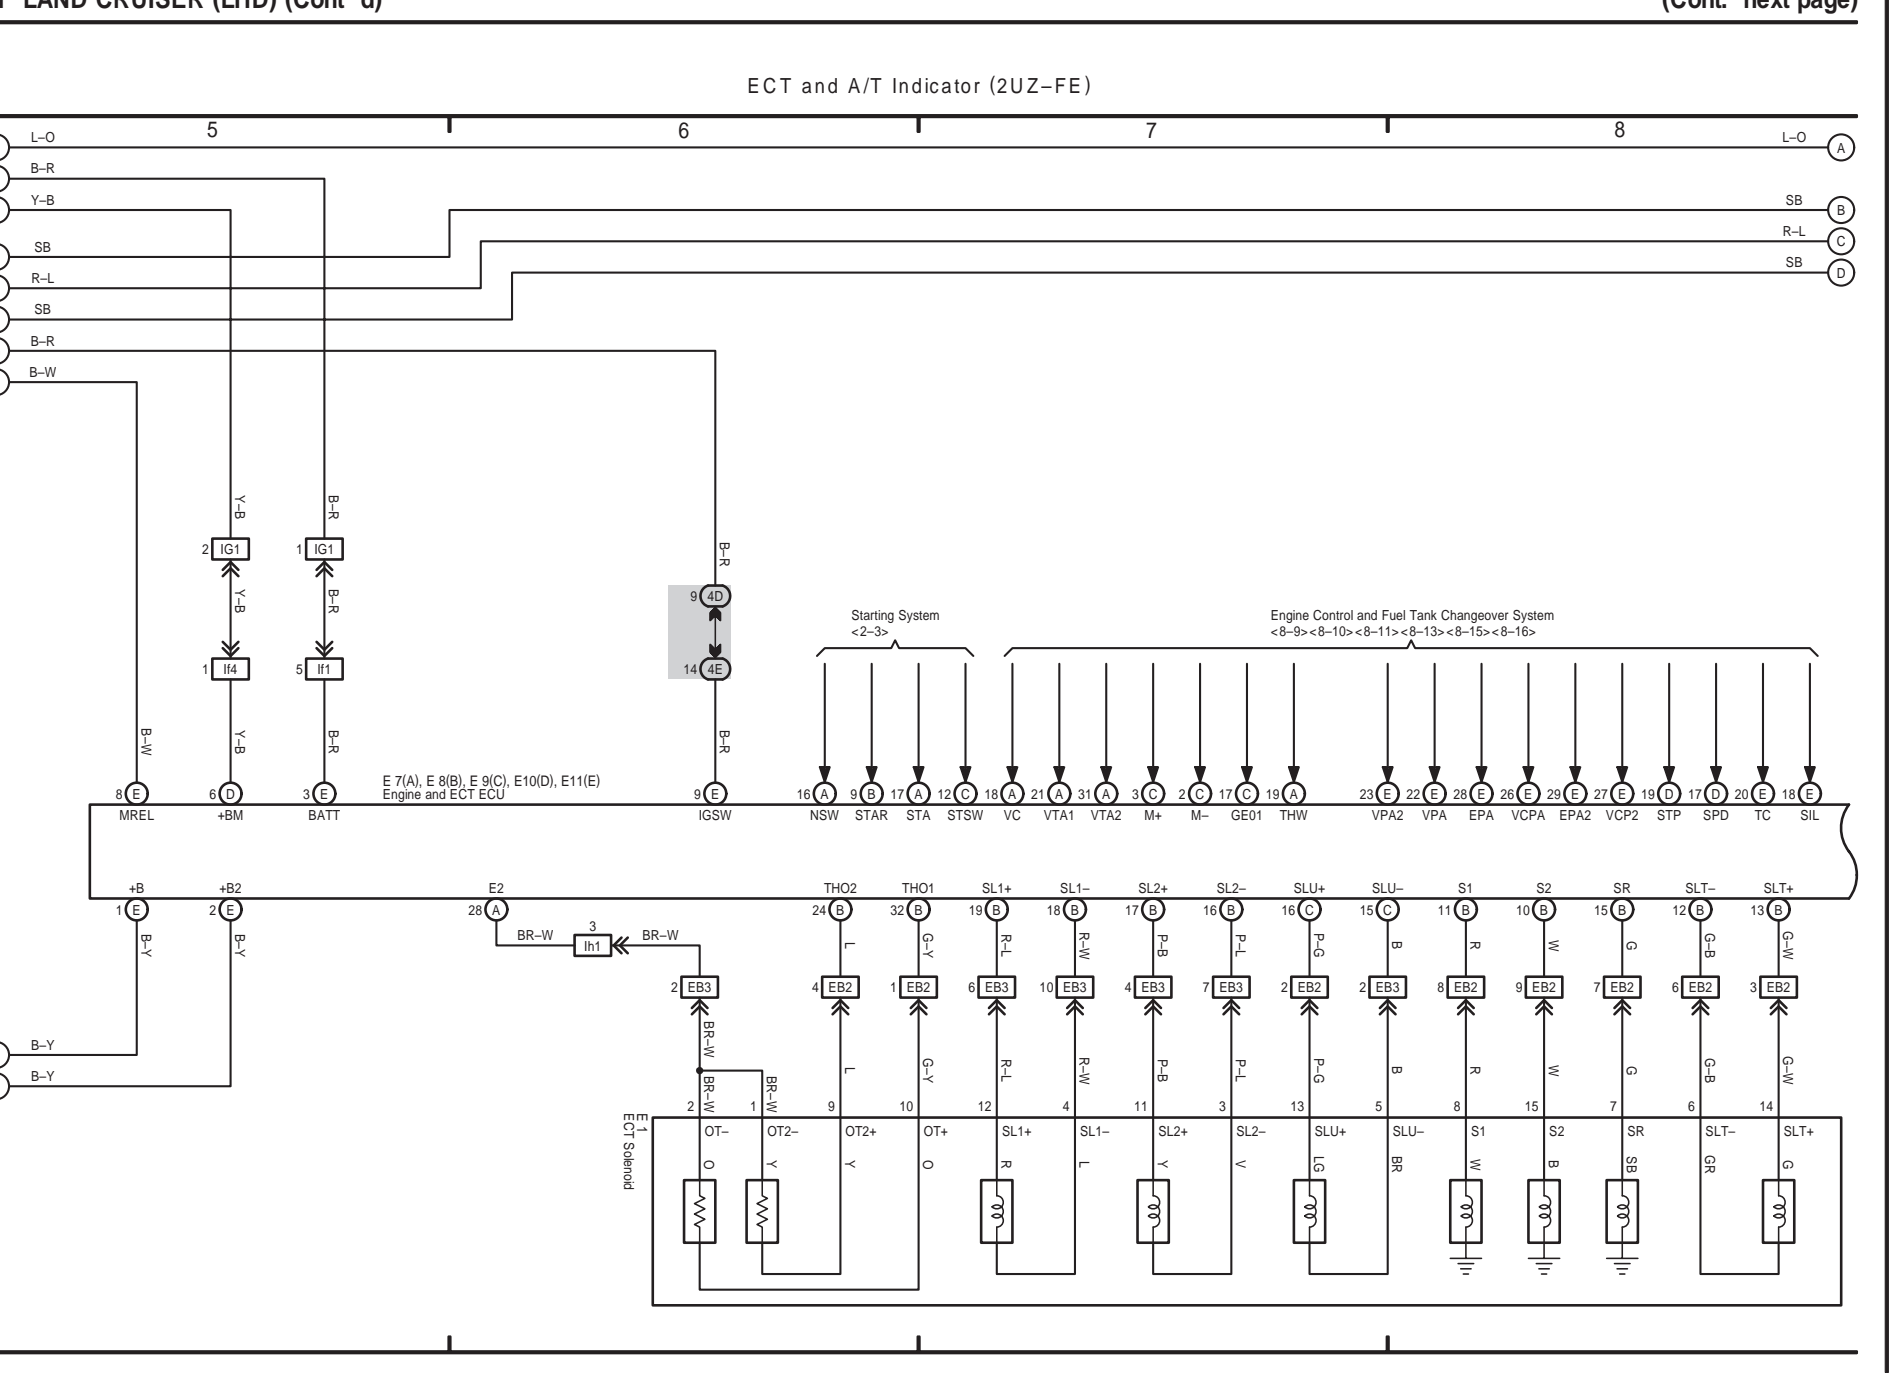 LAND CRUISER (LHD) (Cont' d)
(Cont. next page)
ECT and A/T Indicator (2UZ–FE)
5 6 7 8
L–O L–O A
B–R
Y–B SB B
SB R–L C
R–L SB D
SB
B–R
B–W
Y–B B–R
2 IG1 1 IG1
B–R
Y–B B–R
9 4D
14 4E
1 If4 5 If1
Starting System
<2–3>
Engine Control and Fuel Tank Changeover System
<8–9><8–10><8–11><8–13><8–15><8–16>
B–W Y–B B–R B–R
E 7(A), E 8(B), E 9(C), E10(D), E11(E)
Engine and ECT ECU
8 E 6 D 3 E 9 E 16 A 9 B 17 A 12 C 18 A 21 A 31 A 3 C 2 C 17 C 19 A 23 E 22 E 28 E 26 E 29 E 27 E 19 D 17 D 20 E 18 E
MREL +BM BATT IGSW NSW STAR STA STSW VC VTA1 VTA2 M+ M– GE01 THW VPA2 VPA EPA VCPA EPA2 VCP2 STP SPD TC SIL
+B +B2 E2 THO2 THO1 SL1+ SL1– SL2+ SL2– SLU+ SLU– S1 S2 SR SLT– SLT+
1 E 2 E 28 A 24 B 32 B 19 B 18 B 17 B 16 B 16 C 15 C 11 B 10 B 15 B 12 B 13 B
B–Y B–Y BR–W 3 Ih1 BR–W L G–Y R–L R–W P–B P–L P–G B R W G G–B G–W
2 EB3 4 EB2 1 EB2 6 EB3 10 EB3 4 EB3 7 EB3 2 EB2 2 EB3 8 EB2 9 EB2 7 EB2 6 EB2 3 EB2
B–Y
B–Y
BR–W
BR–W BR–W L G–Y R–L R–W P–B P–L P–G B R W G G–B G–W
2 1 9 10 12 4 11 3 13 5 8 15 7 6 14
E 1
ECT Solenoid
OT– OT2– OT2+ OT+ SL1+ SL1– SL2+ SL2– SLU+ SLU– S1 S2 SR SLT– SLT+
O Y Y O R L Y V LG BR W B SB GR G